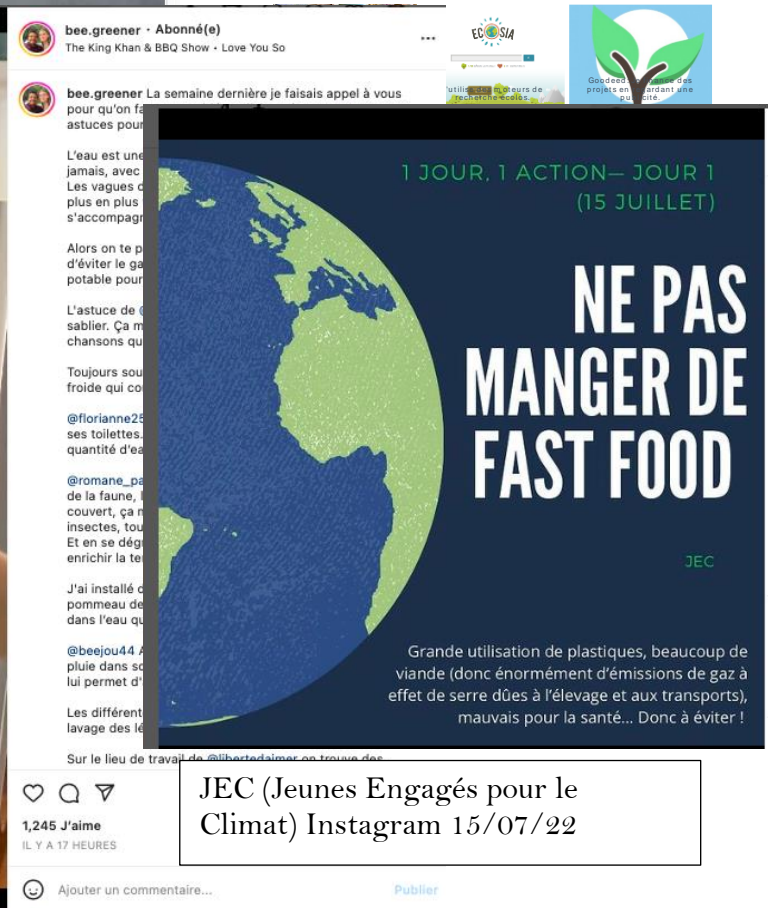 bee.greener • Abonné(e)
The King Khan & BBQ Show • Love You So
bee.greener La semaine dernière je faisais appel à vous
pour qu'on
astuces pour
L'eau est une
jamais, avec
Les vagues
plus en plus
s'accompagn
Alors on te p
d'éviter le ga
potable pour
L'astuce de
sablier. Ça m
chansons qu
Toujours sou
froide qui co
@florianne25
ses toilettes.
quantité d'ea
@romane_pa
de la faune,
couvert, ça
insectes, tou
Et en se dég
enrichir la te
J'ai installé
pommeau de
dans l'eau qu
@beejou44
pluie dans so
lui permet d'
Les différent
lavage des lé
Sur le lieu de travail de @libertedaimer on trouve des
1,245 J'aime
IL Y A 17 HEURES
Ajouter un commentaire...
Publier
ECOSIA
recherche écolos.
Goodeed
projets en regardant une
publicité.
1 JOUR, 1 ACTION— JOUR 1
(15 JUILLET)
NE PAS
MANGER DE
FAST FOOD
JEC
Grande utilisation de plastiques, beaucoup de
viande (donc énormément d'émissions de gaz à
effet de serre dûes à l'élevage et aux transports),
mauvais pour la santé... Donc à éviter !
JEC (Jeunes Engagés pour le
Climat) Instagram 15/07/22